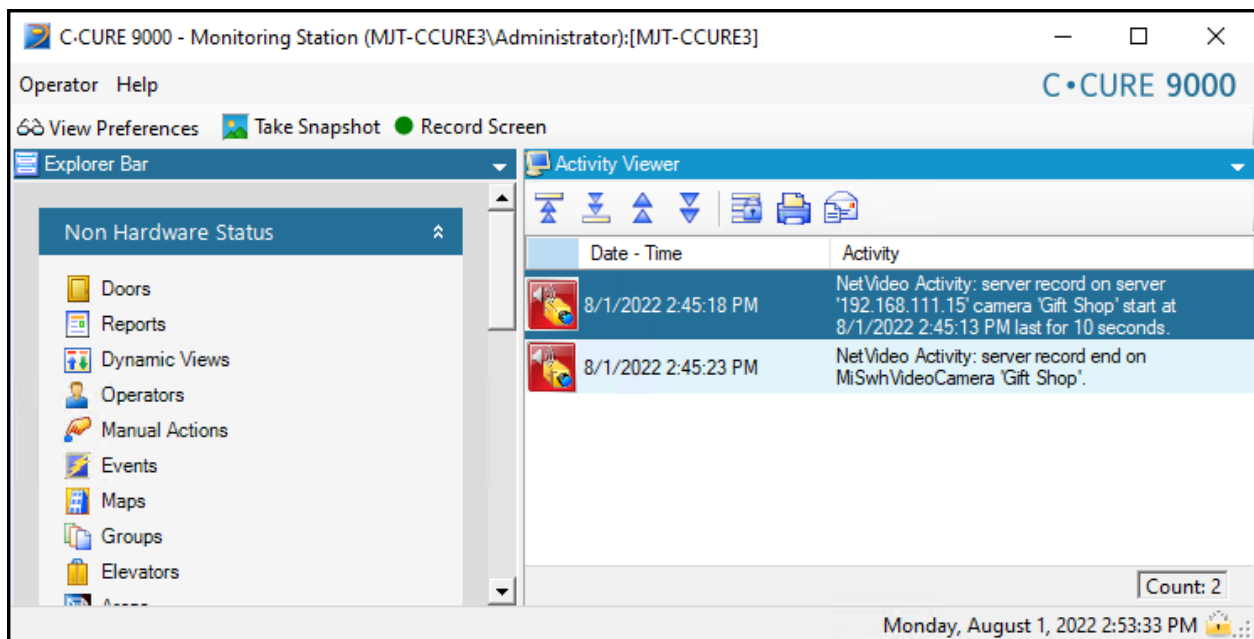 C•CURE 9000 - Monitoring Station (MJT-CCURE3\Administrator):[MJT-CCURE3]
Operator Help
C•CURE 9000
View Preferences Take Snapshot Record Screen
Explorer Bar
Non Hardware Status
Doors
Reports
Dynamic Views
Operators
Manual Actions
Events
Maps
Groups
Elevators
Activity Viewer
Date - Time Activity
8/1/2022 2:45:18 PM
NetVideo Activity: server record on server
'192.168.111.15' camera 'Gift Shop' start at
8/1/2022 2:45:13 PM last for 10 seconds.
8/1/2022 2:45:23 PM
NetVideo Activity: server record end on
MiSwhVideoCamera 'Gift Shop'.
Count: 2
Monday, August 1, 2022 2:53:33 PM